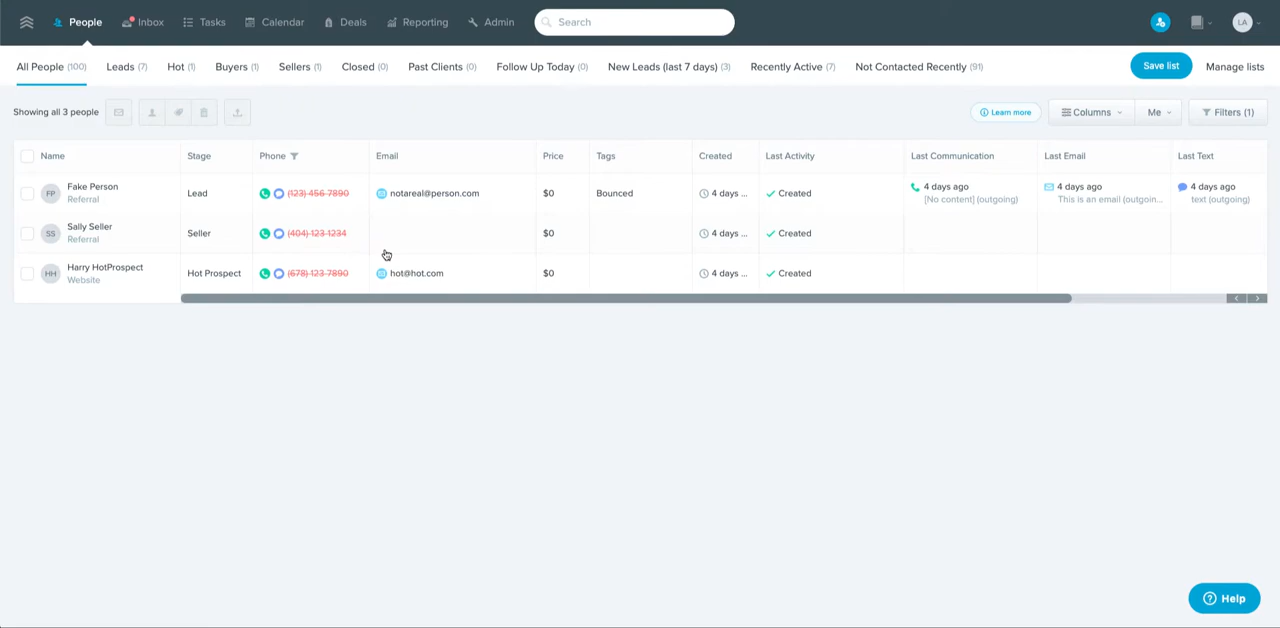 People Inbox Tasks Calendar Deals Reporting Admin Search LA
All People (100) Leads (7) Hot (1) Buyers (1) Sellers (1) Closed (0) Past Clients (0) Follow Up Today (0) New Leads (last 7 days) (3) Recently Active (7) Not Contacted Recently (91) Save list Manage lists
Showing all 3 people Learn more Columns Me Filters (1)
Name Stage Phone Email Price Tags Created Last Activity Last Communication Last Email Last Text
FP Fake Person Lead (123) 456-7890 notareal@person.com $0 Bounced 4 days ... Created 4 days ago 4 days ago 4 days ago
Referral [No content] (outgoing) This is an email (outgoin... text (outgoing)
SS Sally Seller Seller (404) 123-1234 $0 4 days ... Created
Referral
HH Harry HotProspect Hot Prospect (678) 123-7890 hot@hot.com $0 4 days ... Created
Website
Help